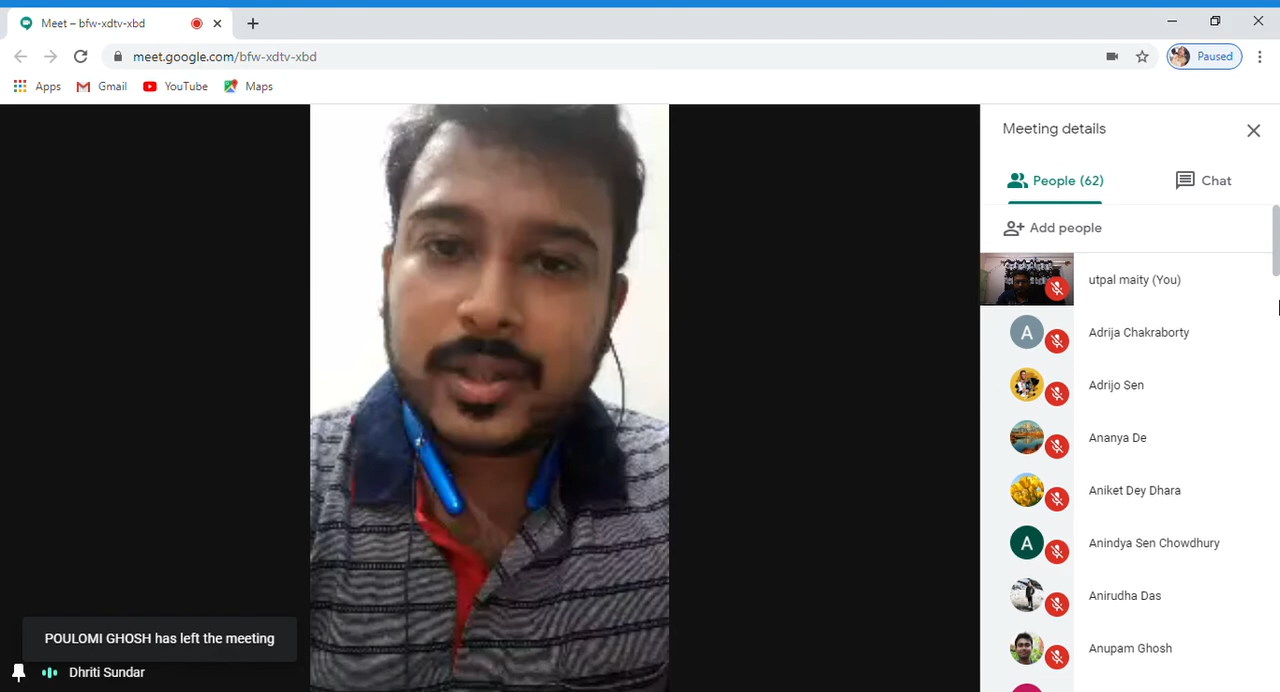 Meet – bfw-xdtv-xbd
meet.google.com/bfw-xdtv-xbd
Paused
Apps
Gmail
YouTube
Maps
Meeting details
People (62)
Chat
Add people
utpal maity (You)
A
Adrija Chakraborty
Adrijo Sen
Ananya De
Aniket Dey Dhara
A
Anindya Sen Chowdhury
Anirudha Das
Anupam Ghosh
POULOMI GHOSH has left the meeting
Dhriti Sundar